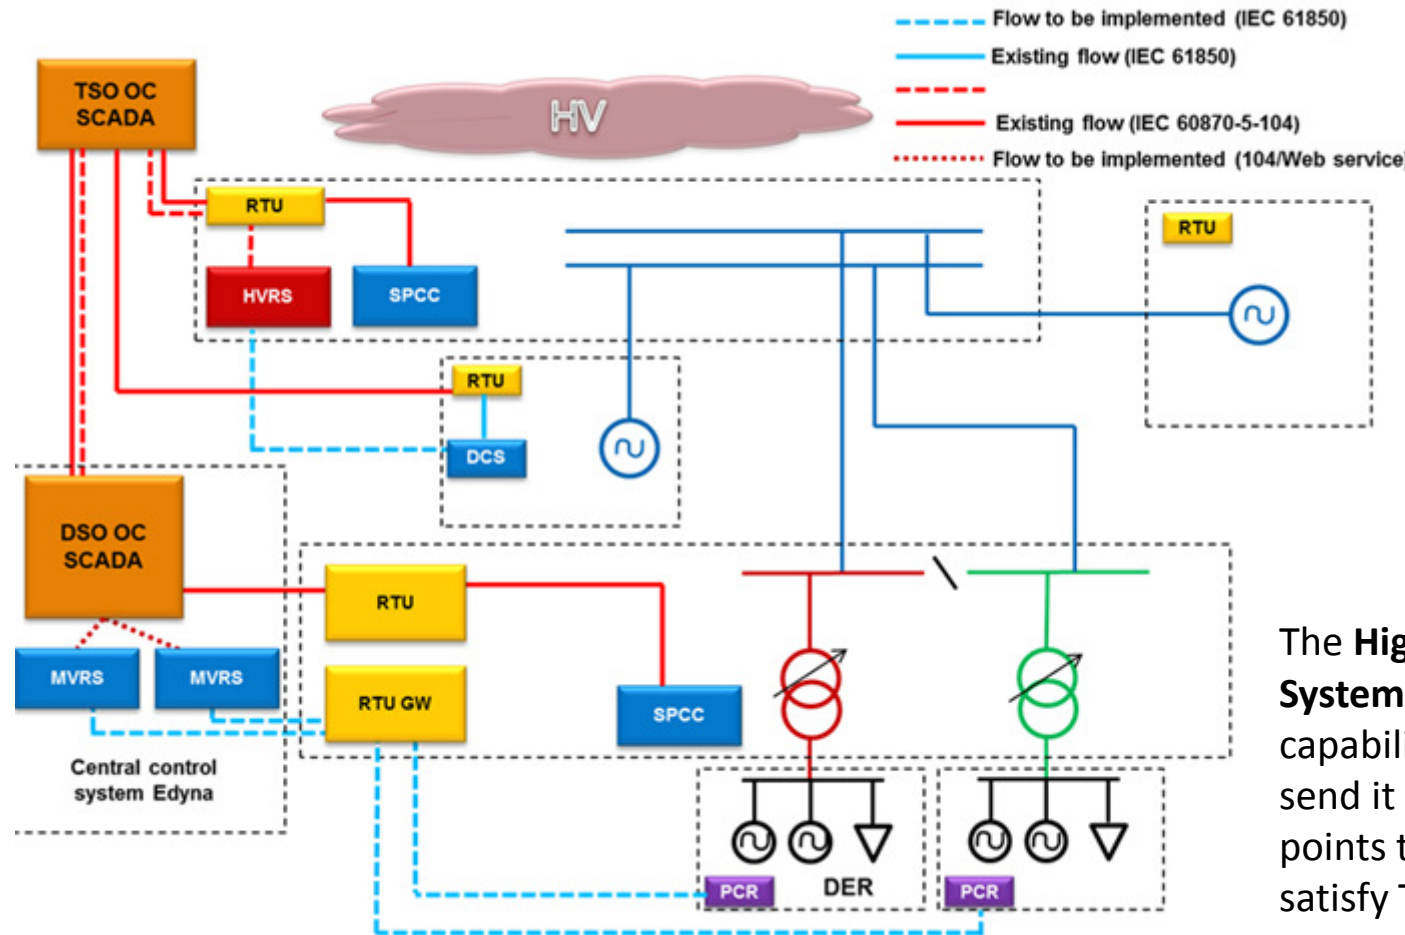 Flow to be implemented (IEC 61850)
Existing flow (IEC 61850)
Existing flow (IEC 60870-5-104)
Flow to be implemented (104/Web service)
TSO OC
SCADA
HV
RTU
RTU
HVRS
SPCC
RTU
DCS
DSO OC
SCADA
RTU
MVRS
MVRS
RTU GW
SPCC
Central control
system Edyna
PCR
DER
PCR
The
System
send it
points
satisfy